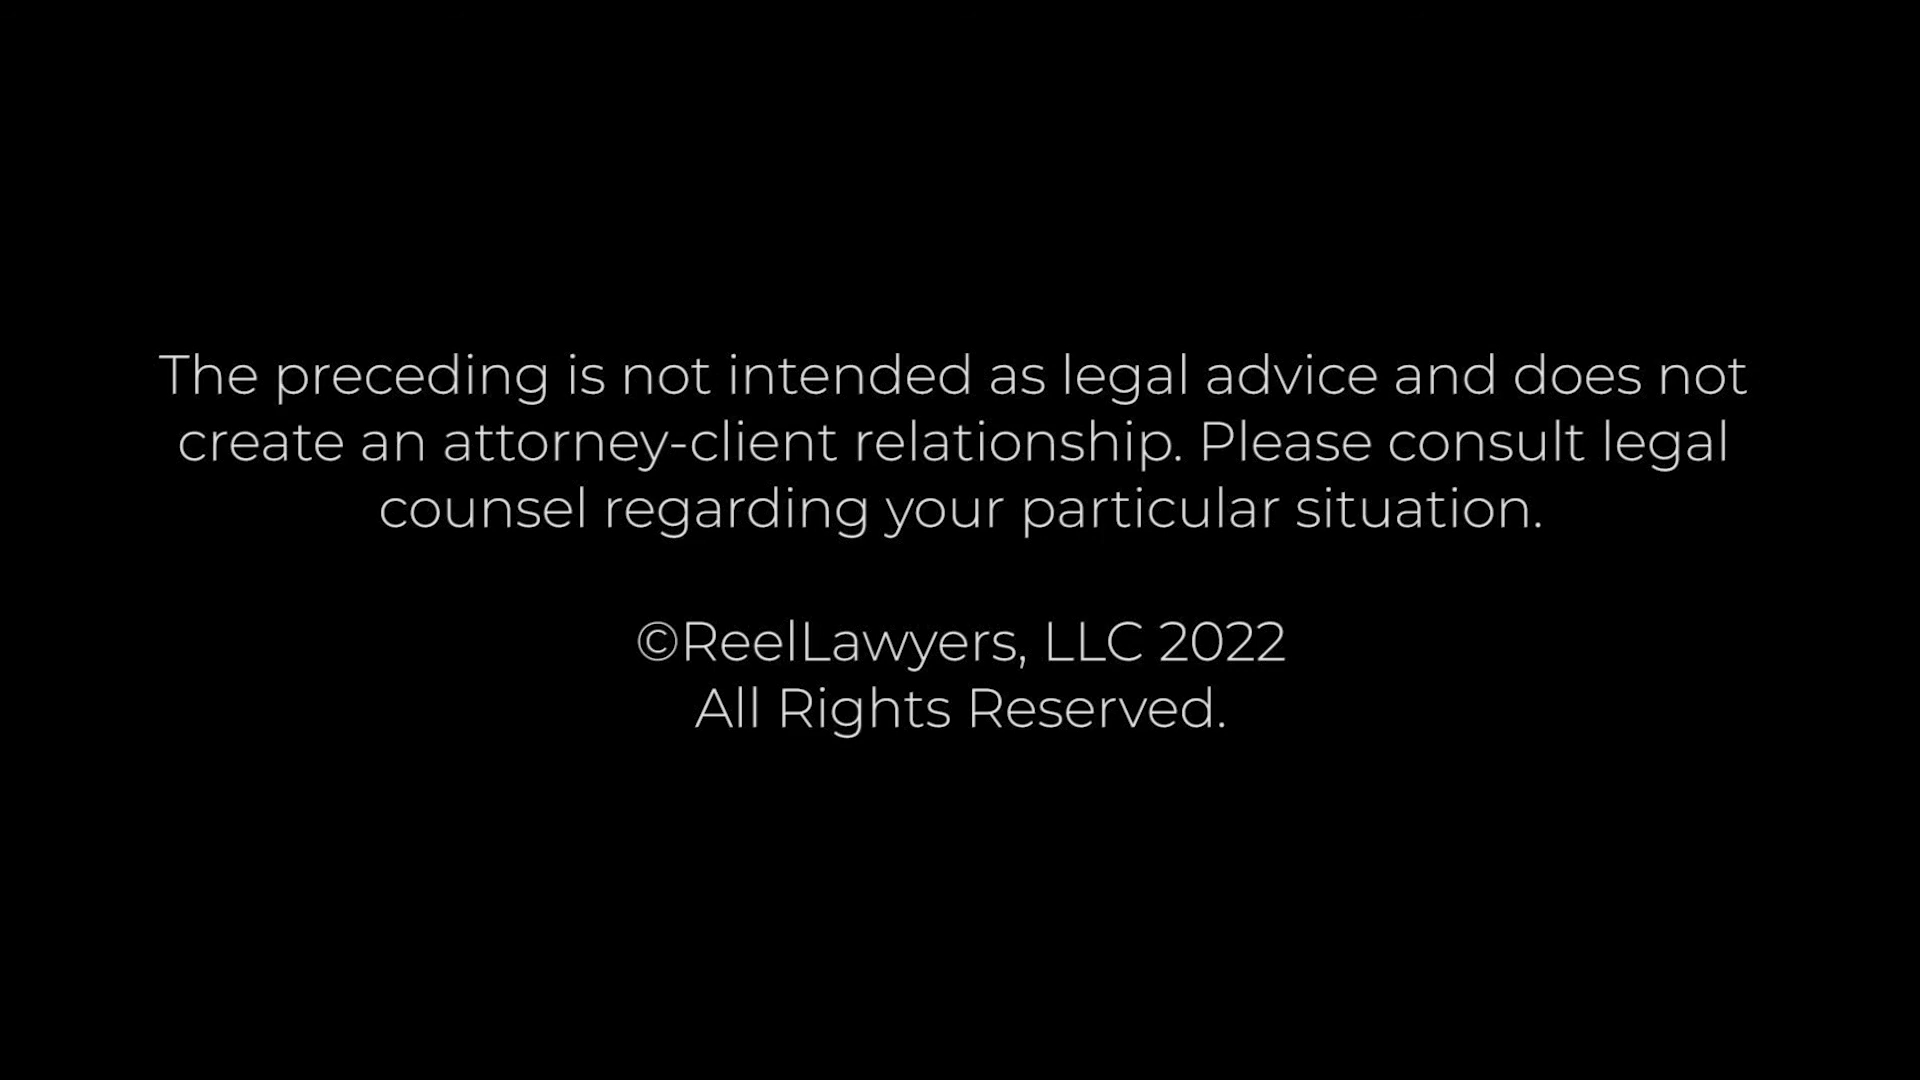 The preceding is not intended as legal advice and does not
create an attorney-client relationship. Please consult legal
counsel regarding your particular situation.
©ReelLawyers, LLC 2022
All Rights Reserved.